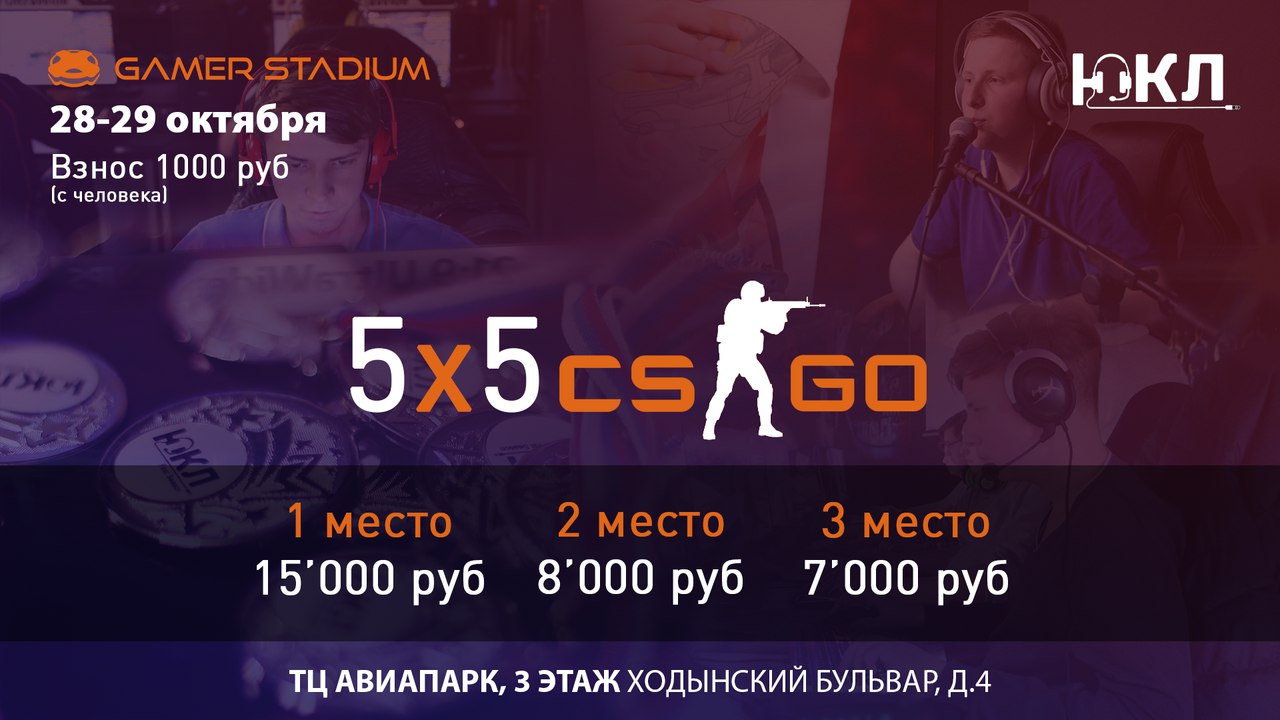 GAMER STADIUM
ЮКЛ
28-29 октября
Взнос 1000 руб
(с человека)
5x5 CS GO
ЮКЛ
1 место 2 место 3 место
15’000 руб 8’000 руб 7’000 руб
ТЦ АВИАПАРК, 3 ЭТАЖ ХОДЫНСКИЙ БУЛЬВАР, Д.4